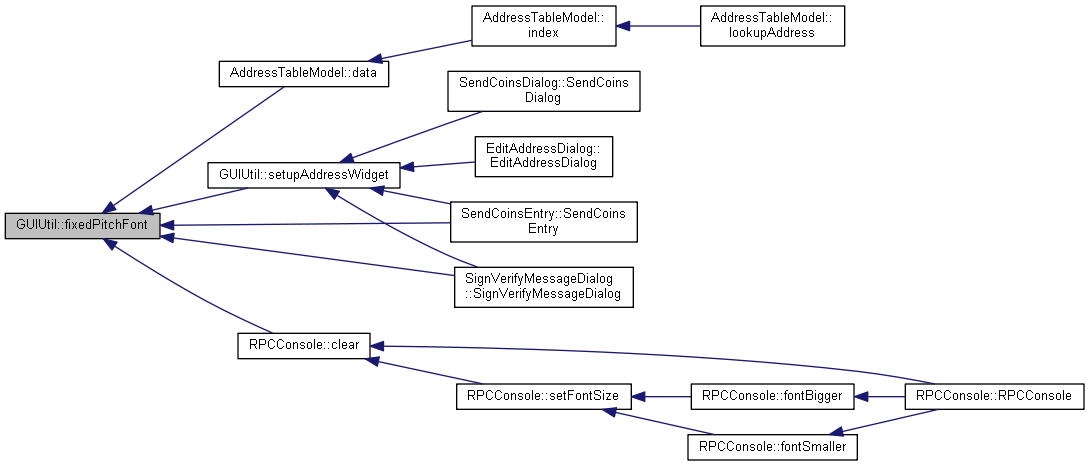 AddressTableModel::
index
AddressTableModel::
lookupAddress
AddressTableModel::data
SendCoinsDialog::SendCoins
Dialog
EditAddressDialog::
EditAddressDialog
GUIUtil::setupAddressWidget
SendCoinsEntry::SendCoins
Entry
GUIUtil::fixedPitchFont
SignVerifyMessageDialog
::SignVerifyMessageDialog
RPCConsole::clear
RPCConsole::setFontSize
RPCConsole::fontBigger
RPCConsole::RPCConsole
RPCConsole::fontSmaller